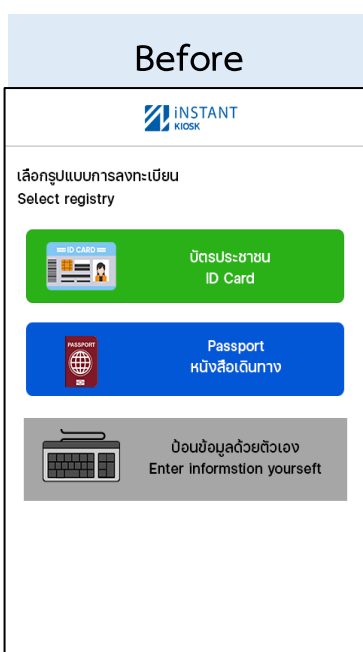 Before
iNSTANT
KIOSK
เลือกรูปแบบการลงทะเบียน
Select registry
ID CARD
บัตรประชาชน
ID Card
PASSPORT
Passport
หนังสือเดินทาง
ป้อนข้อมูลด้วยตัวเอง
Enter informstion yourseft